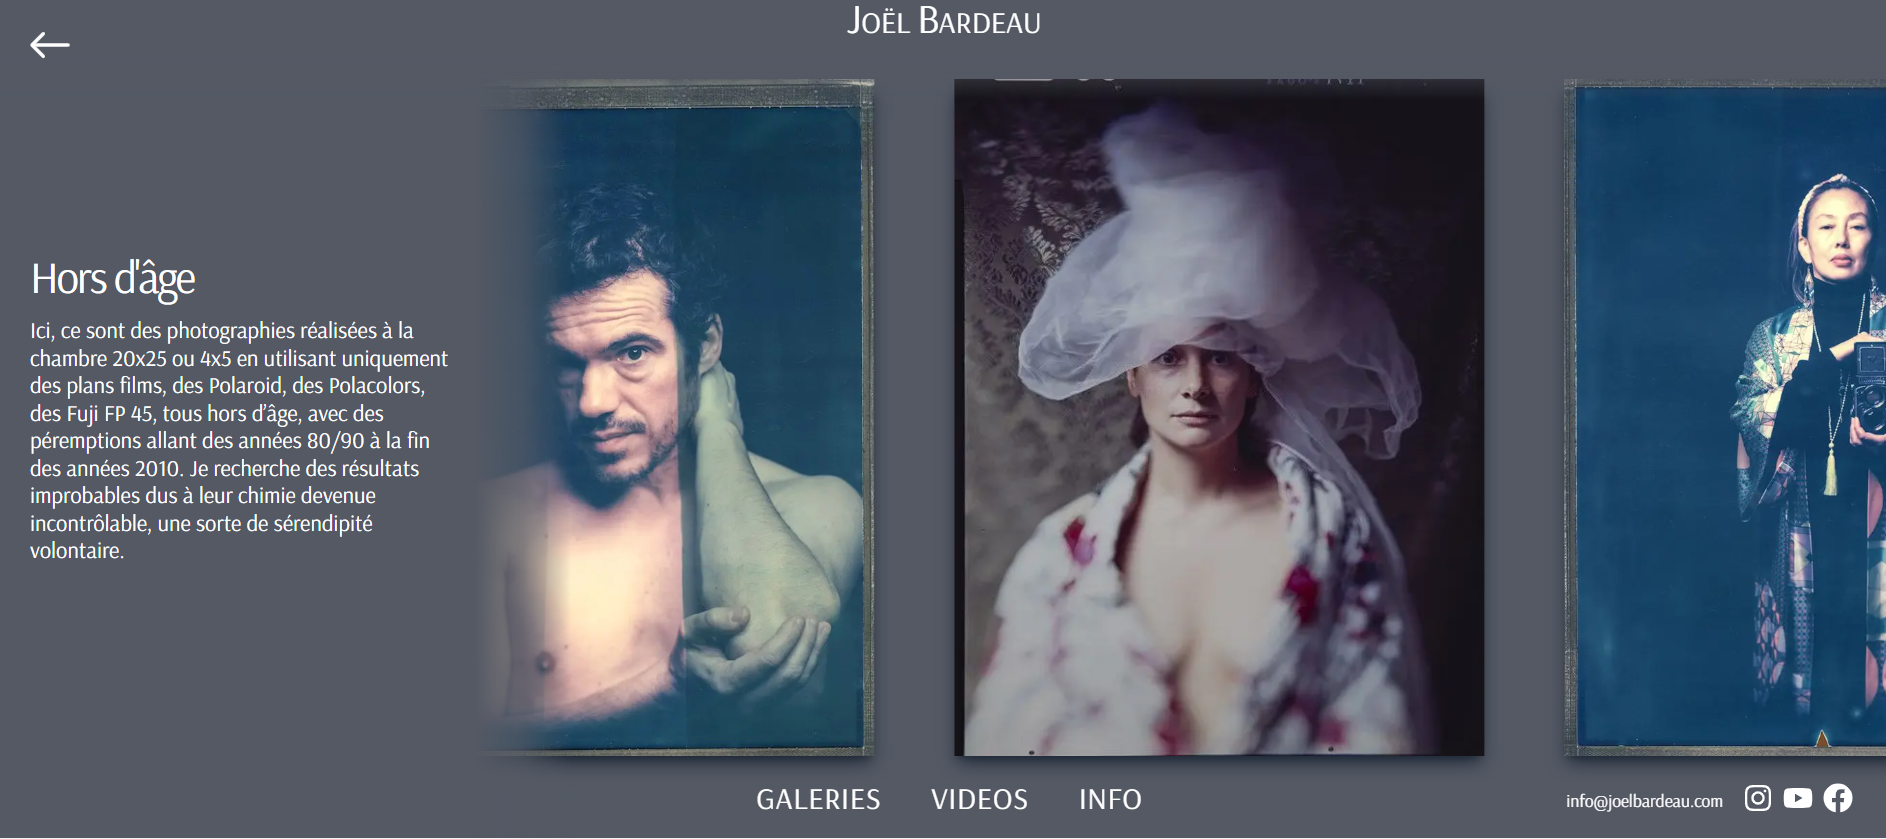 JOËL BARDEAU
Hors d'âge
Ici, ce sont des photographies réalisées à la
chambre 20x25 ou 4x5 en utilisant uniquement
des plans films, des Polaroid, des Polacolors,
des Fuji FP 45, tous hors d’âge, avec des
péremptions allant des années 80/90 à la fin
des années 2010. Je recherche des résultats
improbables dus à leur chimie devenue
incontrôlable, une sorte de sérendipité
volontaire.
GALERIES VIDEOS INFO
info@joelbardeau.com